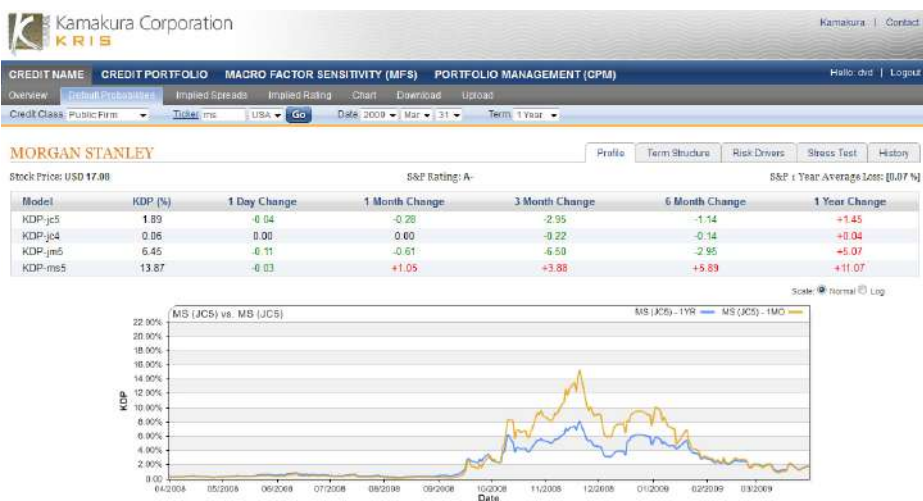 Kamakura Corporation
KRIS
Kamakura | Contact
CREDIT NAME CREDIT PORTFOLIO MACRO FACTOR SENSITIVITY (MFS) PORTFOLIO MANAGEMENT (CPM) Hello: dvd | Logout
Overview Default Probabilities Implied Spreads Implied Rating Chart Download Upload
Credit Class: Public Firm Ticker: ms USA Go Date: 2009 Mar 31 Term: 1 Year
MORGAN STANLEY Profile Term Structure Risk Drivers Stress Test History
Stock Price: USD S&P Rating: A- S&P 1 Year Average Loss: [0.07 %]
Model KDP (%) 1 Day Change 1 Month Change 3 Month Change 6 Month Change 1 Year Change
KDP-jc5 1.89 -0.04 -0.28 -2.95 -1.14 +1.45
KDP-jc4 0.00 0.00 -0.22 -0.14 +0.04
KDP-jm5 6.45 -0.11 -0.61 -6.50 -2.95 +5.07
KDP-ms5 13.87 -0.03 +1.05 +3.88 +5.89 +11.07
Scale: Normal Log
MS (JC5) vs. MS (JC5) MS (JC5) - 1YR MS (JC5) - 1MO
22.00%
20.00%
18.00%
16.00%
14.00%
12.00%
10.00%
8.00%
6.00%
4.00%
2.00%
0.00
KDP
04/2008 05/2008 06/2008 07/2008 08/2008 09/2008 10/2008 11/2008 12/2008 01/2009 02/2009 03/2009
Date